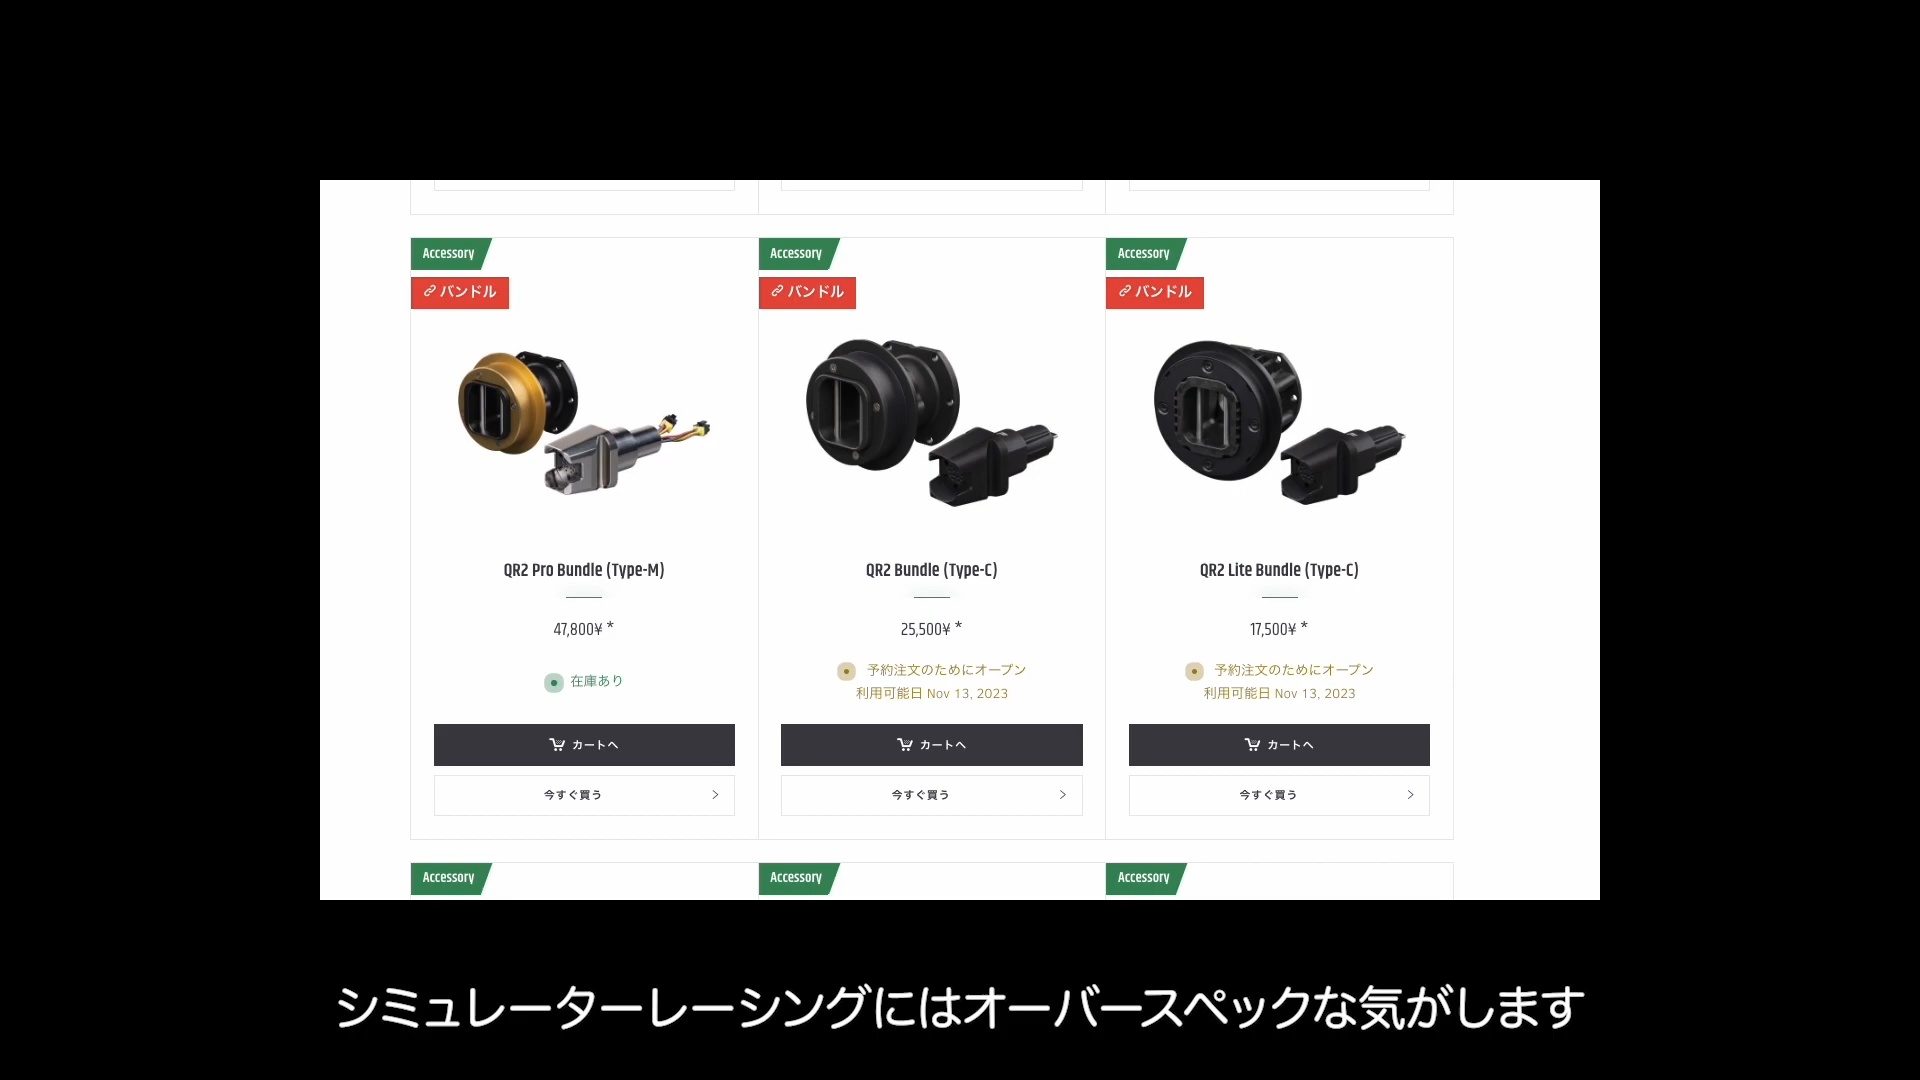 Accessory
Accessory
Accessory
バンドル
バンドル
バンドル
QR2 Pro Bundle (Type-M)
QR2 Bundle (Type-C)
QR2 Lite Bundle (Type-C)
47,800¥ *
25,500¥ *
17,500¥ *
在庫あり
予約注文のためにオープン
利用可能日 Nov 13, 2023
予約注文のためにオープン
利用可能日 Nov 13, 2023
カートへ
カートへ
カートへ
今すぐ買う
今すぐ買う
今すぐ買う
Accessory
Accessory
Accessory
シミュレーターレーシングにはオーバースペックな気がします